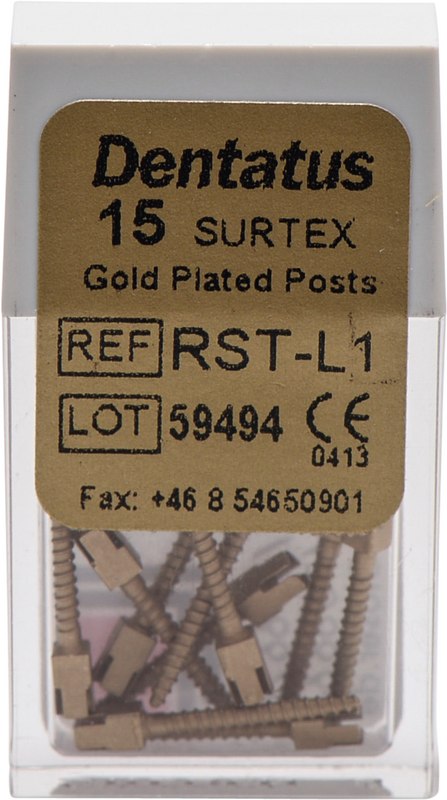 Dentatus
15 SURTEX
Gold Plated Posts
REF RST-L1
LOT 59494 CE
0413
Fax: +46 8 54650901